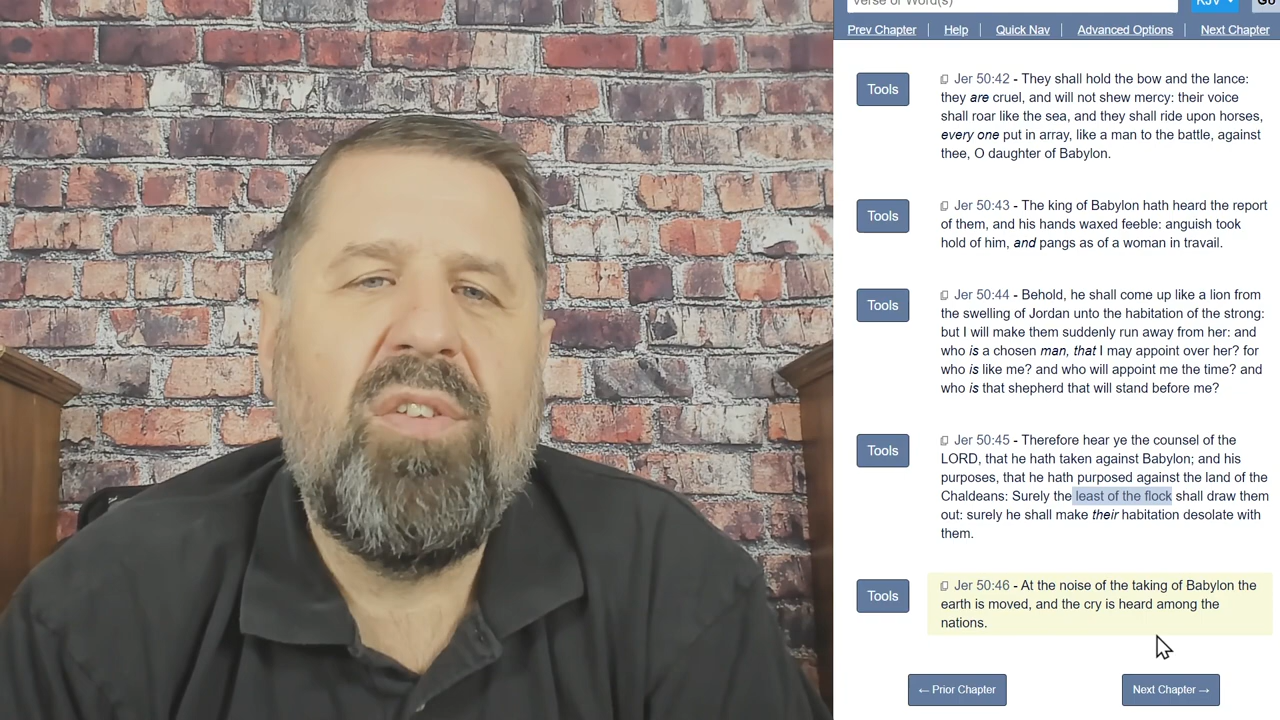 Verse or Word(s) KJV Go
Prev Chapter Help Quick Nav Advanced Options Next Chapter
Tools
Jer 50:42 - They shall hold the bow and the lance:
they are cruel, and will not shew mercy: their voice
shall roar like the sea, and they shall ride upon horses,
every one put in array, like a man to the battle, against
thee, O daughter of Babylon.
Tools
Jer 50:43 - The king of Babylon hath heard the report
of them, and his hands waxed feeble: anguish took
hold of him, and pangs as of a woman in travail.
Tools
Jer 50:44 - Behold, he shall come up like a lion from
the swelling of Jordan unto the habitation of the strong:
but I will make them suddenly run away from her: and
who is a chosen man, that I may appoint over her? for
who is like me? and who will appoint me the time? and
who is that shepherd that will stand before me?
Tools
Jer 50:45 - Therefore hear ye the counsel of the
LORD, that he hath taken against Babylon; and his
purposes, that he hath purposed against the land of the
Chaldeans: Surely the least of the flock shall draw them
out: surely he shall make their habitation desolate with
them.
Tools
Jer 50:46 - At the noise of the taking of Babylon the
earth is moved, and the cry is heard among the
nations.
← Prior Chapter Next Chapter →